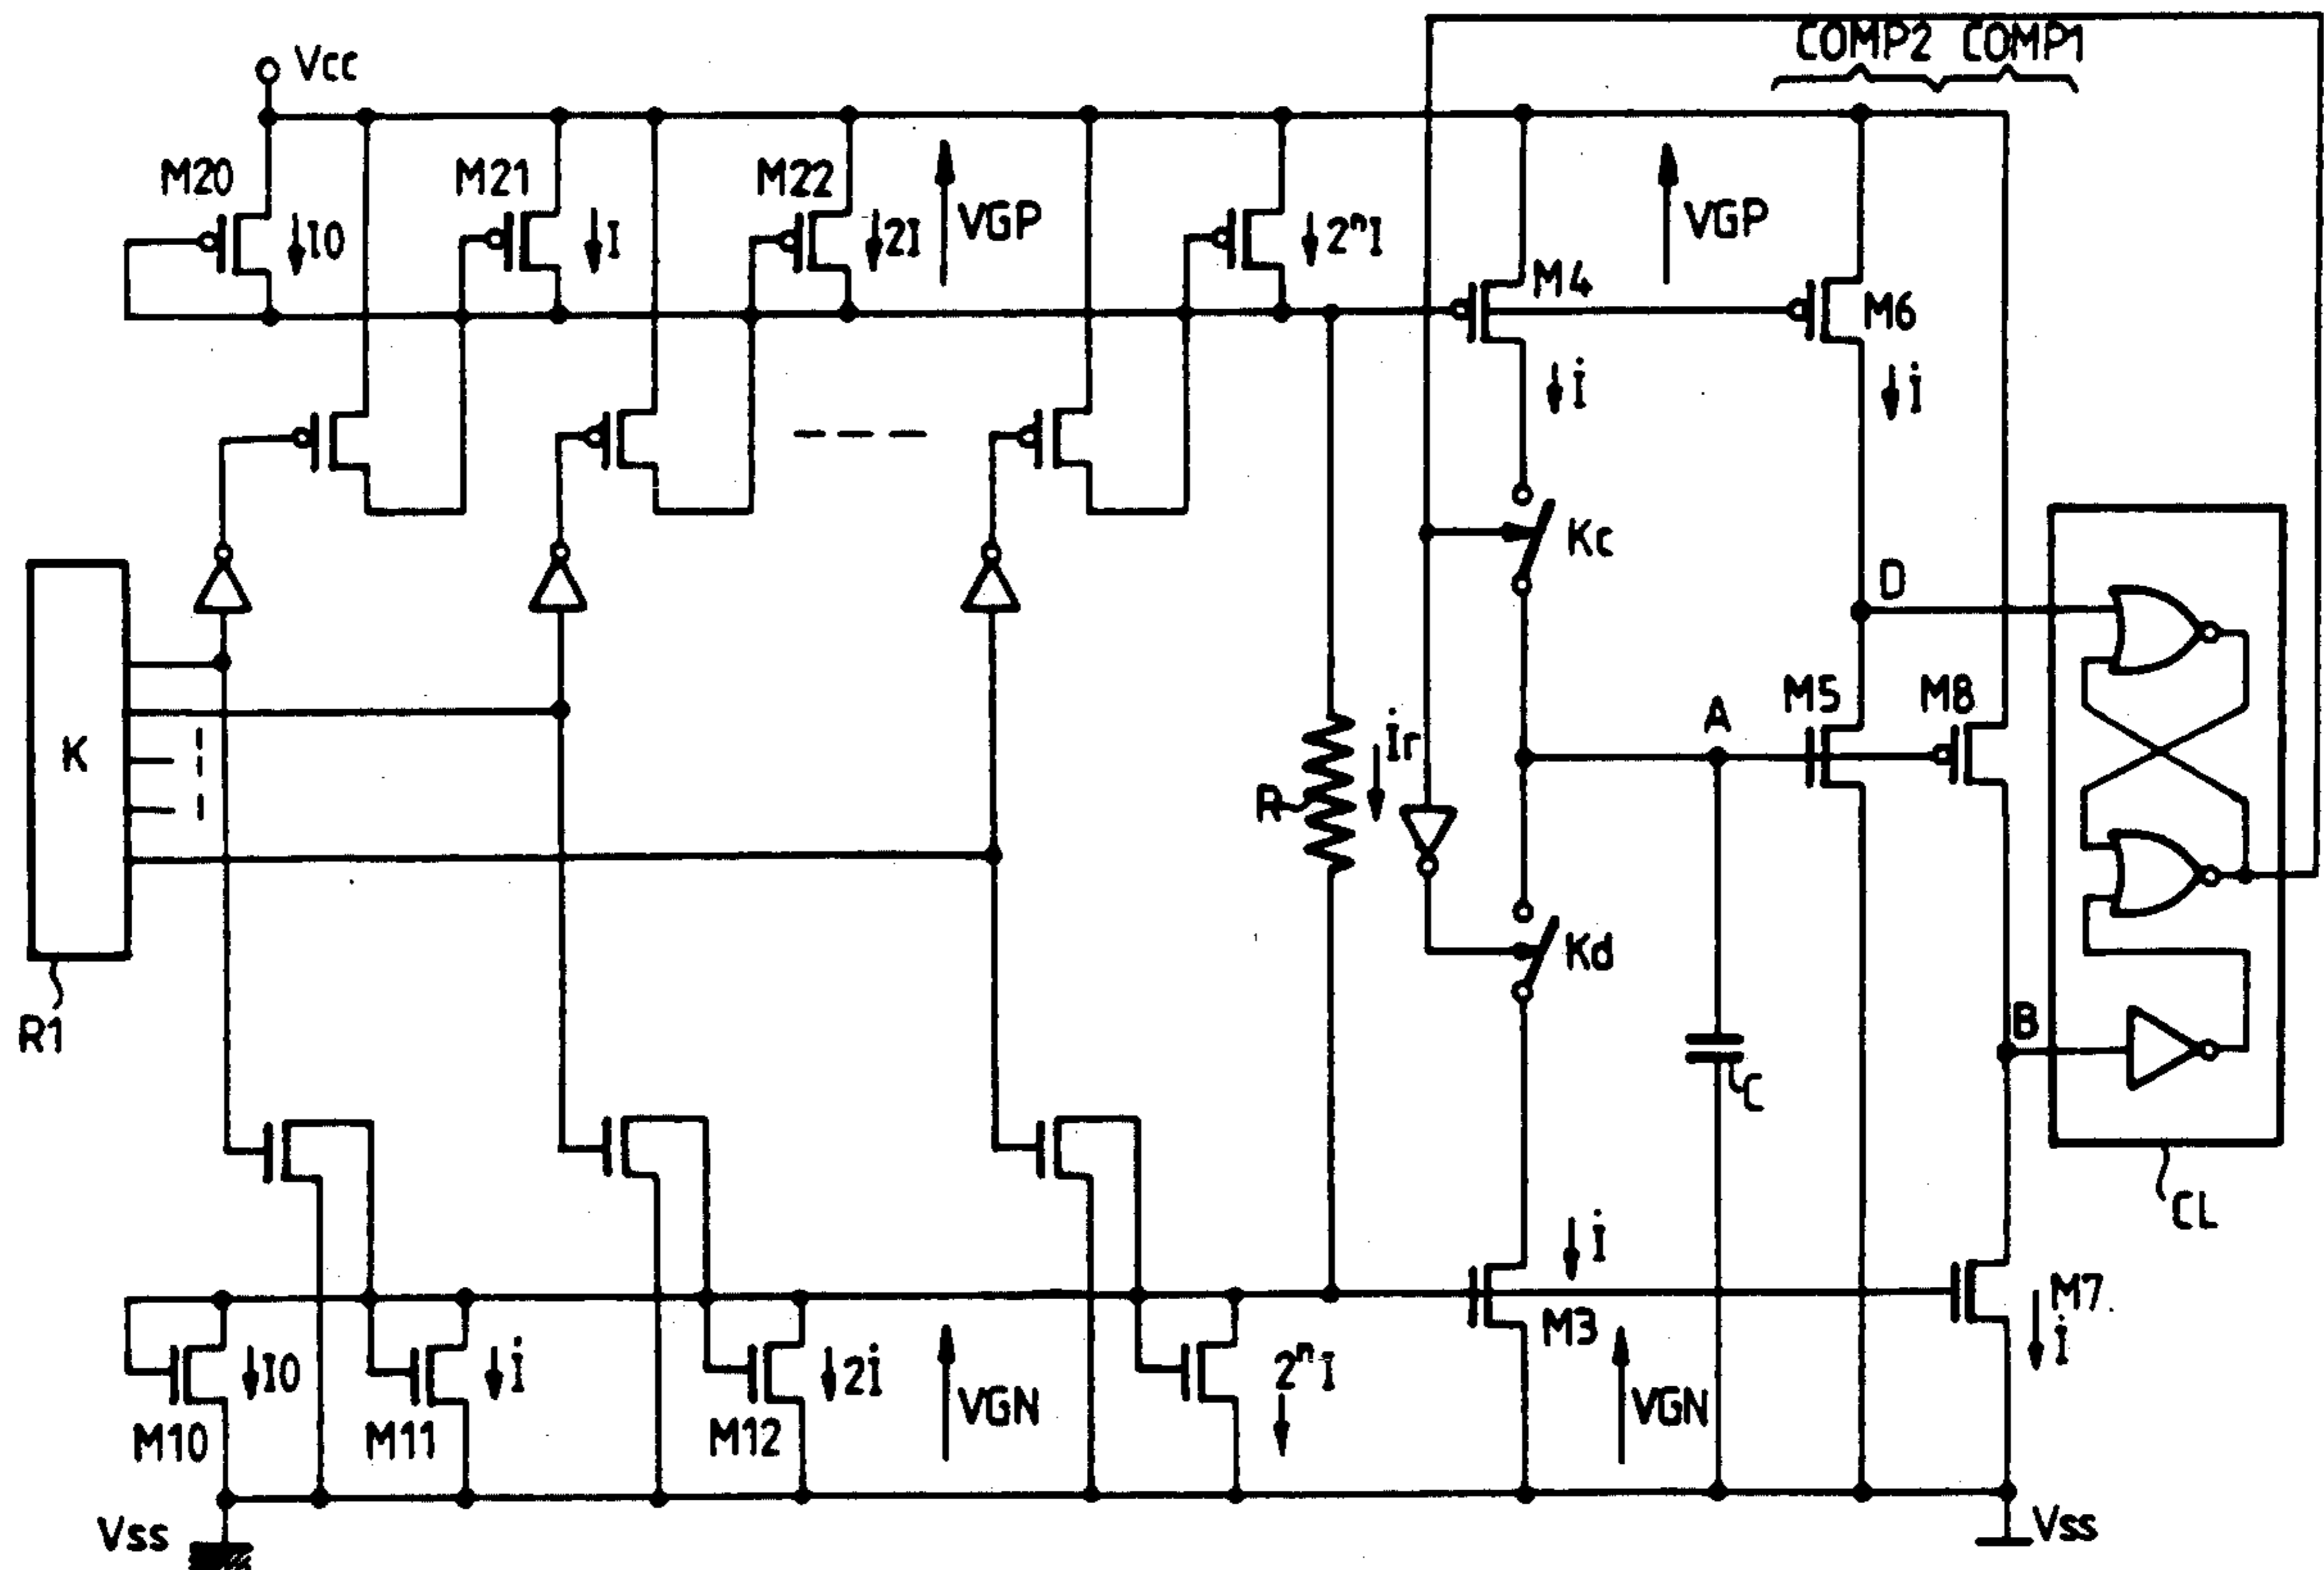 COMP2 COMP1
Vcc
M20
I0
M21
I
M22
2I
VGP
2ⁿI
VGP
M4
M6
i
i
Kc
D
K
M5
M8
A
Ir
R
Kd
B
R1
C
CL
i
M3
M7
i
I0
i
2i
2ⁿI
VGN
VGN
M10
M11
M12
Vss
Vss